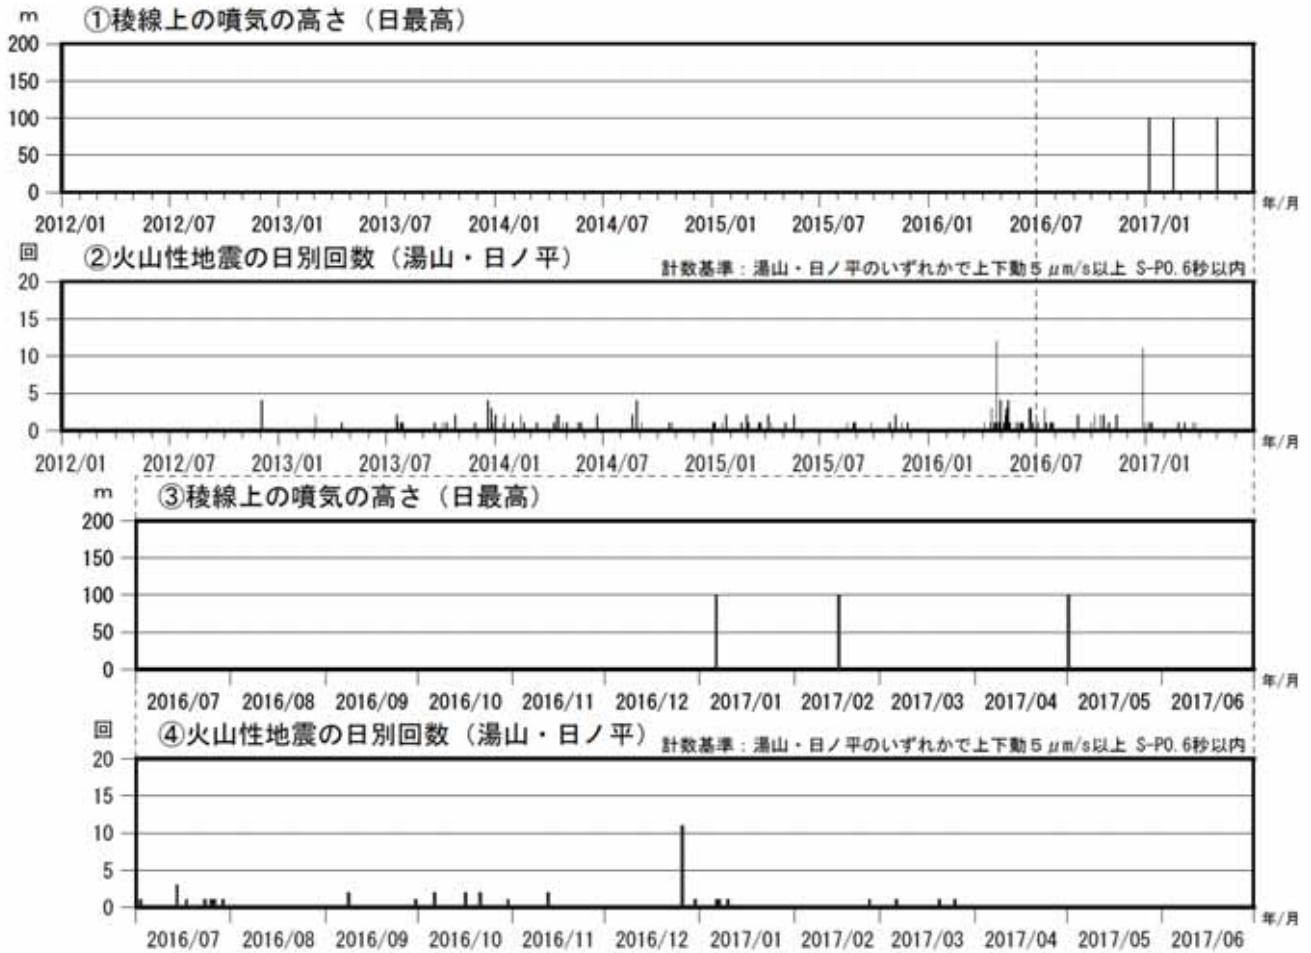 m ①稜線上の噴気の高さ（日最高）
200
150
100
50
0
2012/01 2012/07 2013/01 2013/07 2014/01 2014/07 2015/01 2015/07 2016/01 2016/07 2017/01 年/月
回 ②火山性地震の日別回数（湯山・日ノ平） 計数基準：湯山・日ノ平のいずれかで上下動５μm/s以上 S-P0.6秒以内
20
15
10
5
0
2012/01 2012/07 2013/01 2013/07 2014/01 2014/07 2015/01 2015/07 2016/01 2016/07 2017/01 年/月
m ③稜線上の噴気の高さ（日最高）
200
150
100
50
0
2016/07 2016/08 2016/09 2016/10 2016/11 2016/12 2017/01 2017/02 2017/03 2017/04 2017/05 2017/06 年/月
回 ④火山性地震の日別回数（湯山・日ノ平） 計数基準：湯山・日ノ平のいずれかで上下動５μm/s以上 S-P0.6秒以内
20
15
10
5
0
2016/07 2016/08 2016/09 2016/10 2016/11 2016/12 2017/01 2017/02 2017/03 2017/04 2017/05 2017/06 年/月